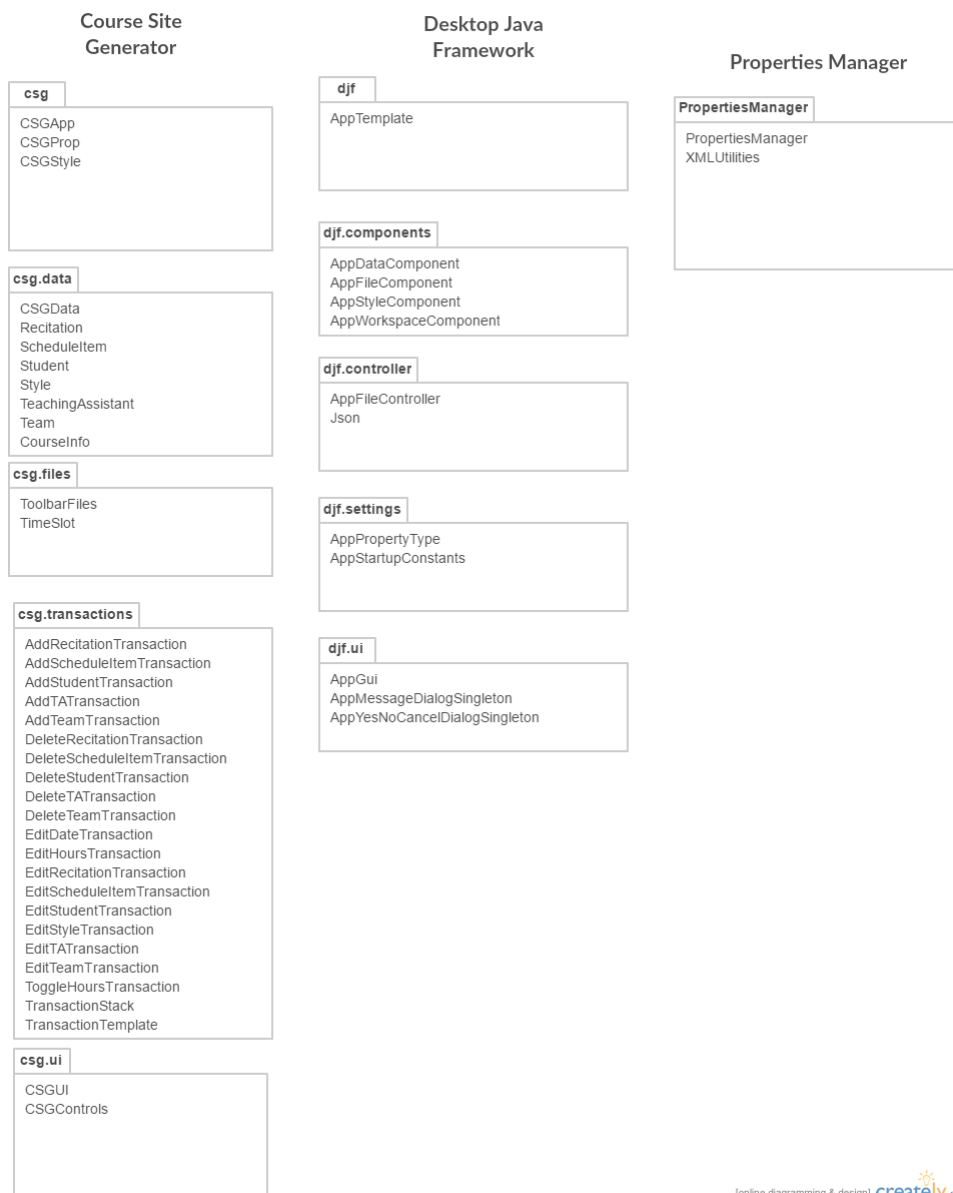 Course Site
Generator
csg
CSGApp
CSGProp
CSGStyle
csg.data
CSGData
Recitation
ScheduleItem
Student
Style
TeachingAssistant
Team
CourseInfo
csg.files
ToolbarFiles
TimeSlot
csg.transactions
AddRecitationTransaction
AddScheduleItemTransaction
AddStudentTransaction
AddTATransaction
AddTeamTransaction
DeleteRecitationTransaction
DeleteScheduleItemTransaction
DeleteStudentTransaction
DeleteTATransaction
DeleteTeamTransaction
EditDateTransaction
EditHoursTransaction
EditRecitationTransaction
EditScheduleItemTransaction
EditStudentTransaction
EditStyleTransaction
EditTATransaction
EditTeamTransaction
ToggleHoursTransaction
TransactionStack
TransactionTemplate
csg.ui
CSGUI
CSGControls
Desktop Java
Framework
djf
AppTemplate
djf.components
AppDataComponent
AppFileComponent
AppStyleComponent
AppWorkspaceComponent
djf.controller
AppFileController
Json
djf.settings
AppPropertyType
AppStartupConstants
djf.ui
AppGui
AppMessageDialogSingleton
AppYesNoCancelDialogSingleton
Properties Manager
PropertiesManager
PropertiesManager
XMLUtilities
[online diagramming & design] creately